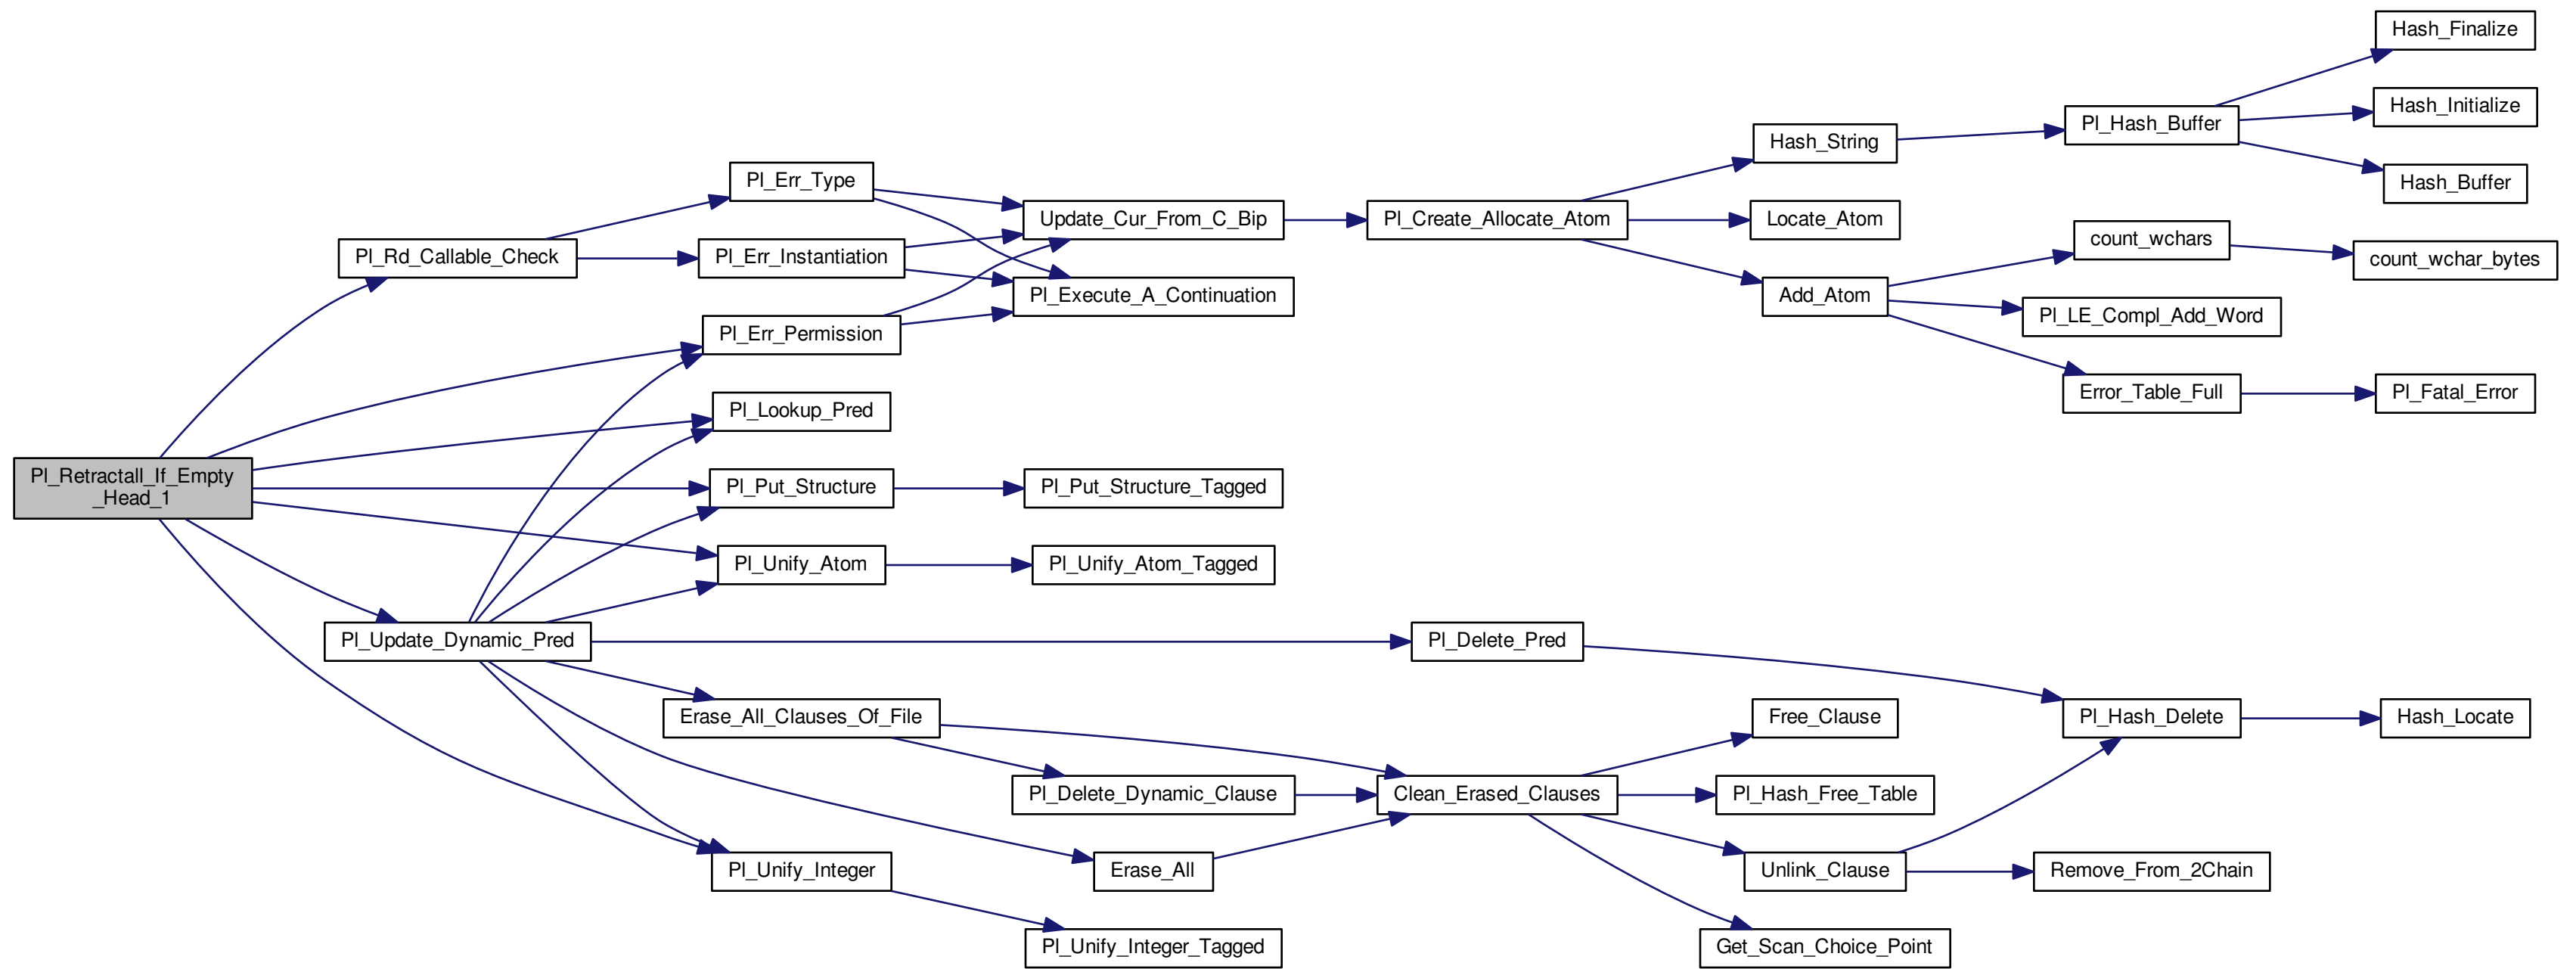 Hash_Finalize
Hash_Initialize
Pl_Hash_Buffer
Hash_String
Pl_Err_Type
Hash_Buffer
Update_Cur_From_C_Bip
Pl_Create_Allocate_Atom
Locate_Atom
count_wchars
Pl_Rd_Callable_Check
Pl_Err_Instantiation
count_wchar_bytes
Pl_Execute_A_Continuation
Add_Atom
Pl_LE_Compl_Add_Word
Pl_Err_Permission
Error_Table_Full
Pl_Fatal_Error
Pl_Lookup_Pred
Pl_Retractall_If_Empty
_Head_1
Pl_Put_Structure
Pl_Put_Structure_Tagged
Pl_Unify_Atom
Pl_Unify_Atom_Tagged
Pl_Update_Dynamic_Pred
Pl_Delete_Pred
Erase_All_Clauses_Of_File
Free_Clause
Pl_Hash_Delete
Hash_Locate
Pl_Delete_Dynamic_Clause
Clean_Erased_Clauses
Pl_Hash_Free_Table
Pl_Unify_Integer
Erase_All
Unlink_Clause
Remove_From_2Chain
Pl_Unify_Integer_Tagged
Get_Scan_Choice_Point